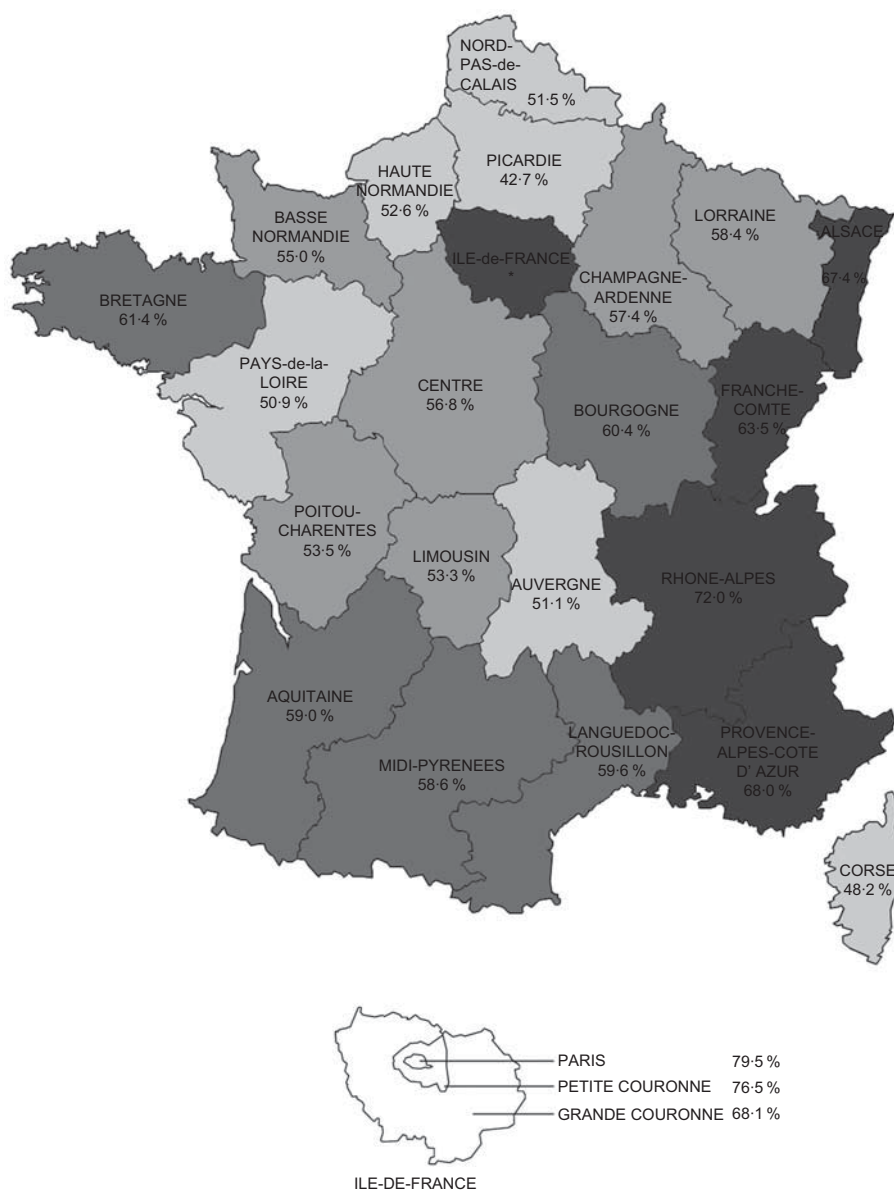 NORD-
PAS-de-
CALAIS
51·5 %
PICARDIE
42·7 %
HAUTE
NORMANDIE
52·6 %
BASSE
NORMANDIE
55·0 %
ILE-de-FRANCE
LORRAINE
58·4 %
ALSACE
67·4 %
CHAMPAGNE-
ARDENNE
57·4 %
BRETAGNE
61·4 %
PAYS-de-la-
LOIRE
50·9 %
CENTRE
56·8 %
BOURGOGNE
60·4 %
FRANCHE-
COMTE
63·5 %
POITOU-
CHARENTES
53·5 %
LIMOUSIN
53·3 %
AUVERGNE
51·1 %
RHONE-ALPES
72·0 %
AQUITAINE
59·0 %
MIDI-PYRENEES
58·6 %
LANGUEDOC-
ROUSILLON
59·6 %
PROVENCE-
ALPES-COTE
D' AZUR
68·0 %
CORSE
48·2 %
PARIS 79·5 %
PETITE COURONNE 76·5 %
GRANDE COURONNE 68·1 %
ILE-DE-FRANCE